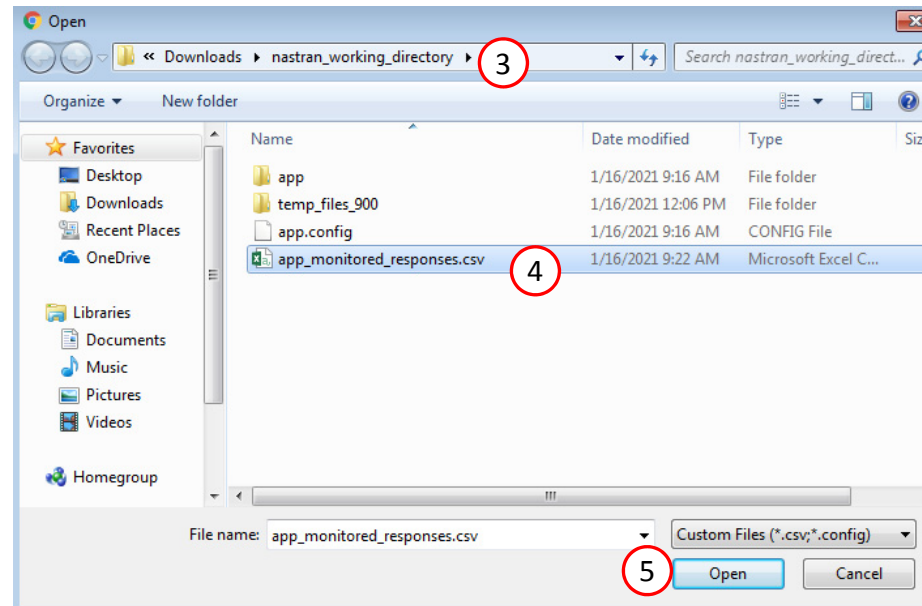 Open
« Downloads ▸ nastran_working_directory ▸
3
Search nastran_working_direct...
Organize ▾ New folder
Name Date modified Type Siz
Favorites
Desktop
Downloads
Recent Places
OneDrive
Libraries
Documents
Music
Pictures
Videos
Homegroup
app 1/16/2021 9:16 AM File folder
temp_files_900 1/16/2021 12:06 PM File folder
app.config 1/16/2021 9:16 AM CONFIG File
app_monitored_responses.csv 1/16/2021 9:22 AM Microsoft Excel C...
4
File name: app_monitored_responses.csv Custom Files (*.csv;*.config)
5
Open Cancel